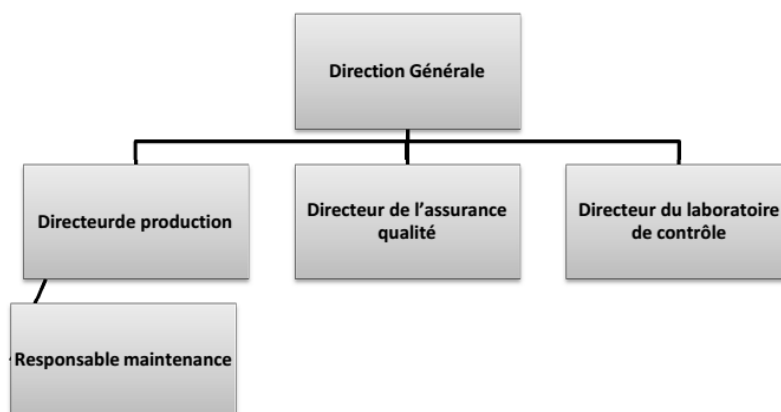 Direction Générale
Directeurde production
Directeur de l’assurance
qualité
Directeur du laboratoire
de contrôle
Responsable maintenance